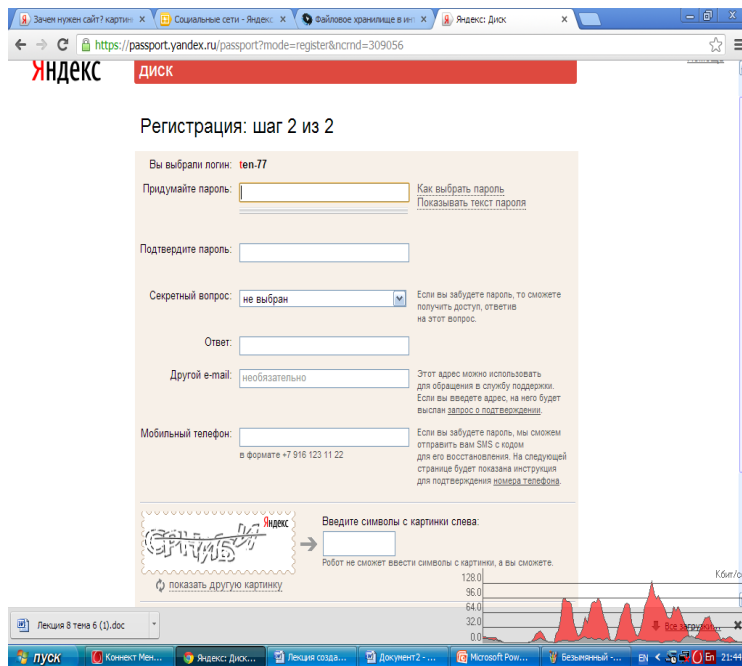 Зачем нужен сайт? картин
Социальные сети - Яндекс
Файловое хранилище в инт
Яндекс: Диск
https://passport.yandex.ru/passport?mode=register&ncrnd=309056
Яндекс
диск
Регистрация: шаг 2 из 2
Вы выбрали логин: ten-77
Придумайте пароль:
Как выбрать пароль
Показывать текст пароля
Подтвердите пароль:
Секретный вопрос: не выбран
Если вы забудете пароль, то сможете
получить доступ, ответив
на этот вопрос.
Ответ:
Другой e-mail: необязательно
Этот адрес можно использовать
для обращения в службу поддержки.
Если вы введете адрес, на него будет
выслан запрос о подтверждении.
Мобильный телефон:
в формате +7 916 123 11 22
Если вы забудете пароль, мы сможем
отправить вам SMS с кодом
для его восстановления. На следующей
странице будет показана инструкция
для подтверждения номера телефона.
Яндекс
Введите символы с картинки слева:
Робот не сможет ввести символы с картинки, а вы сможете.
показать другую картинку
Кбит/с
128.0
96.0
64.0
32.0
0.0
Лекция 8 тема 6 (1).doc
Все загрузки...
пуск
Коннект Мен...
Яндекс: Диск...
Лекция созда...
Документ2 - ...
Microsoft Pow...
Безымянный -...
EN
En
21:44